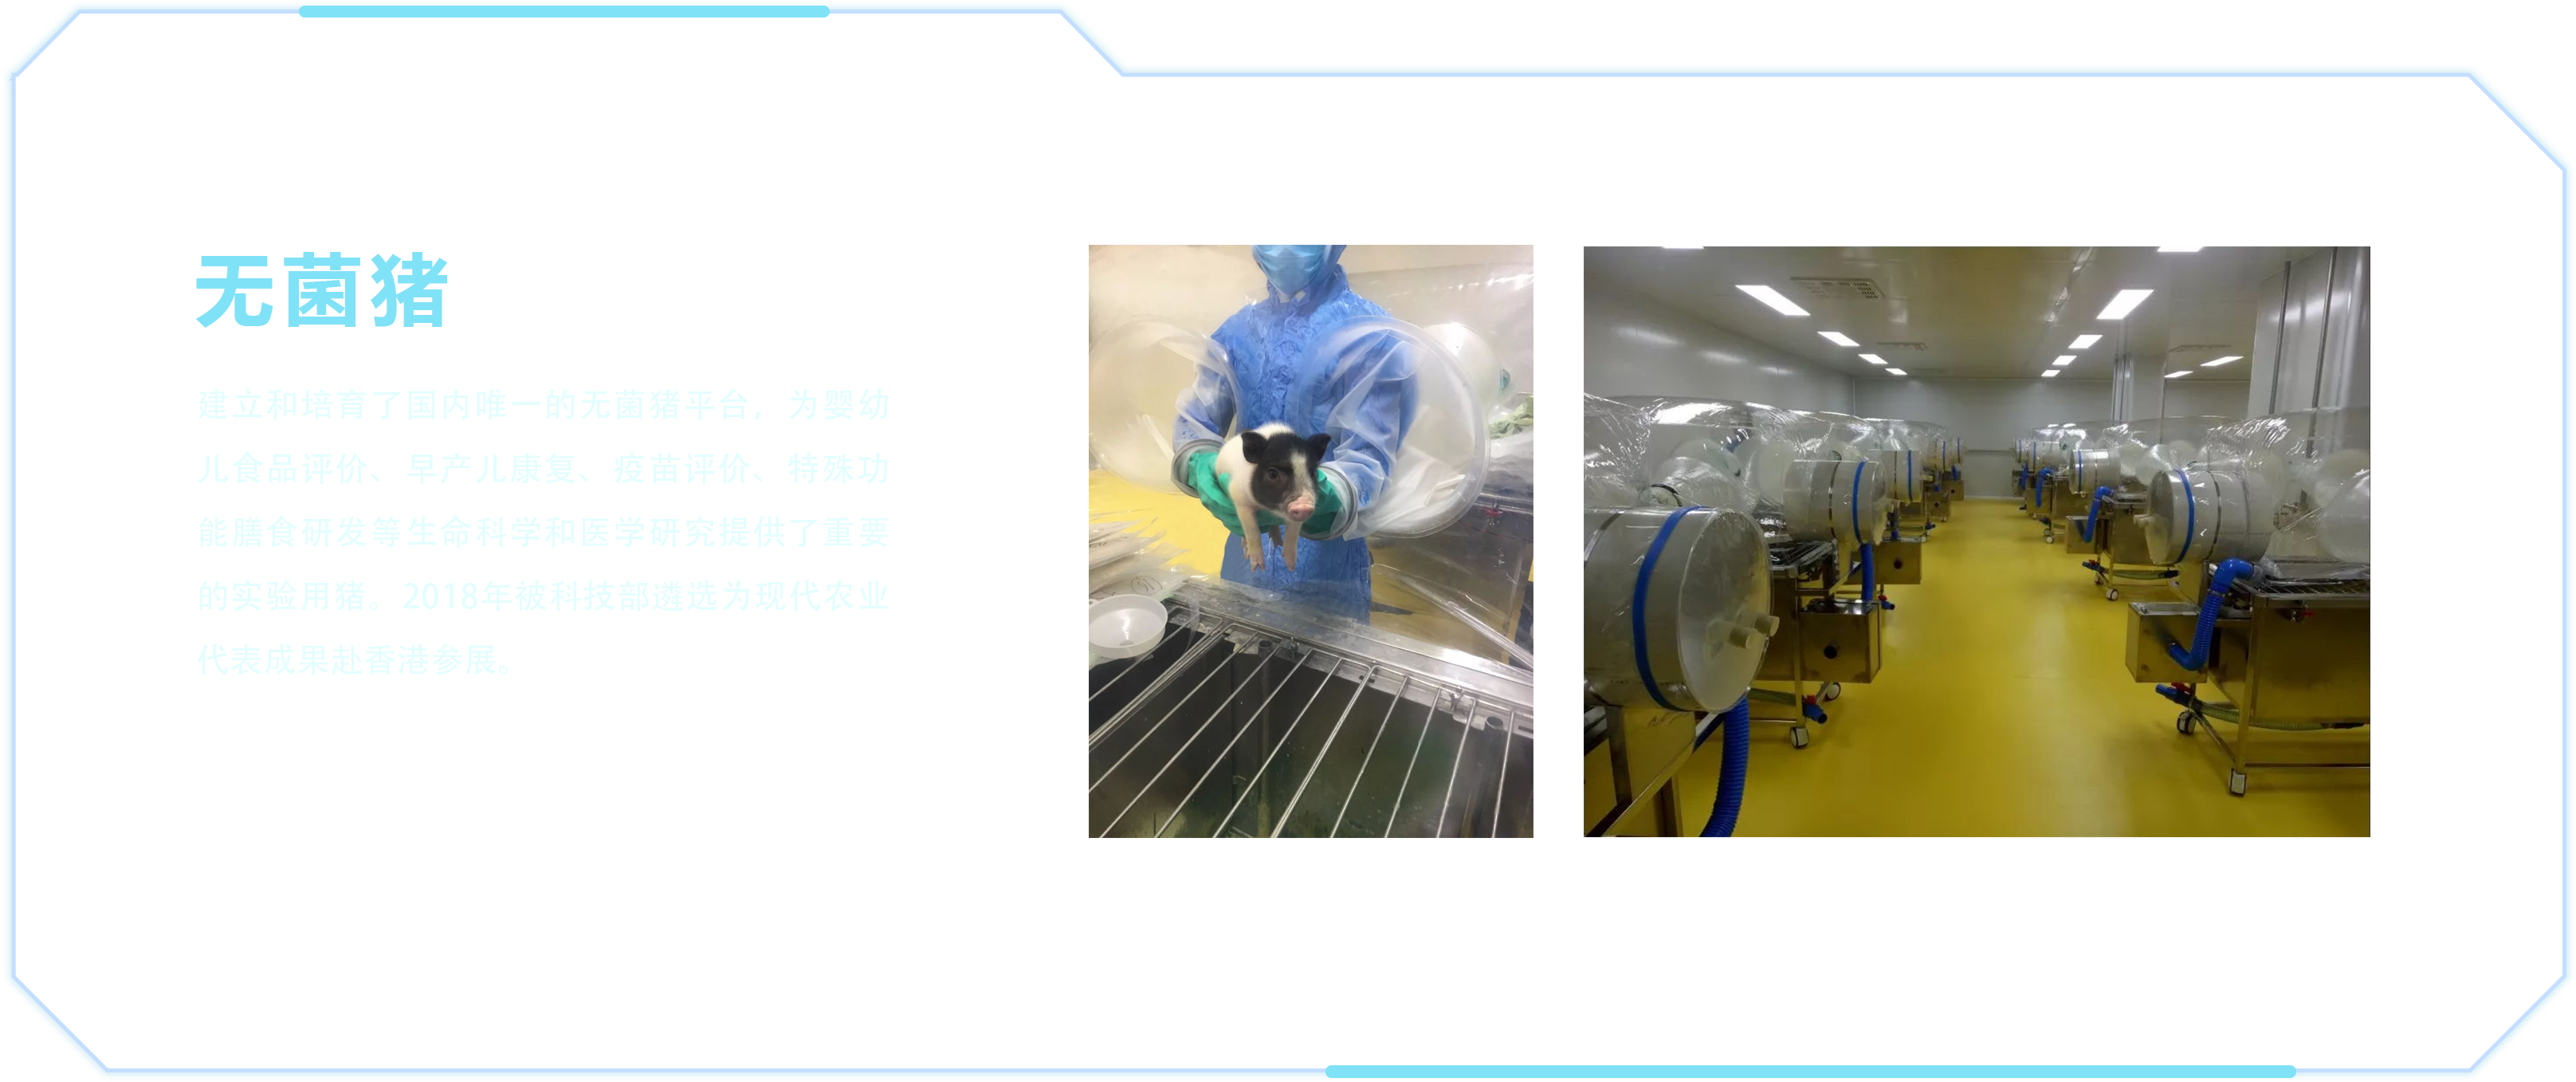 无菌猪
建立和培育了国内唯一的无菌猪平台，为婴幼
儿食品评价、早产儿康复、疫苗评价、特殊功
能膳食研发等生命科学和医学研究提供了重要
的实验用猪。2018年被科技部遴选为现代农业
代表成果赴香港参展。